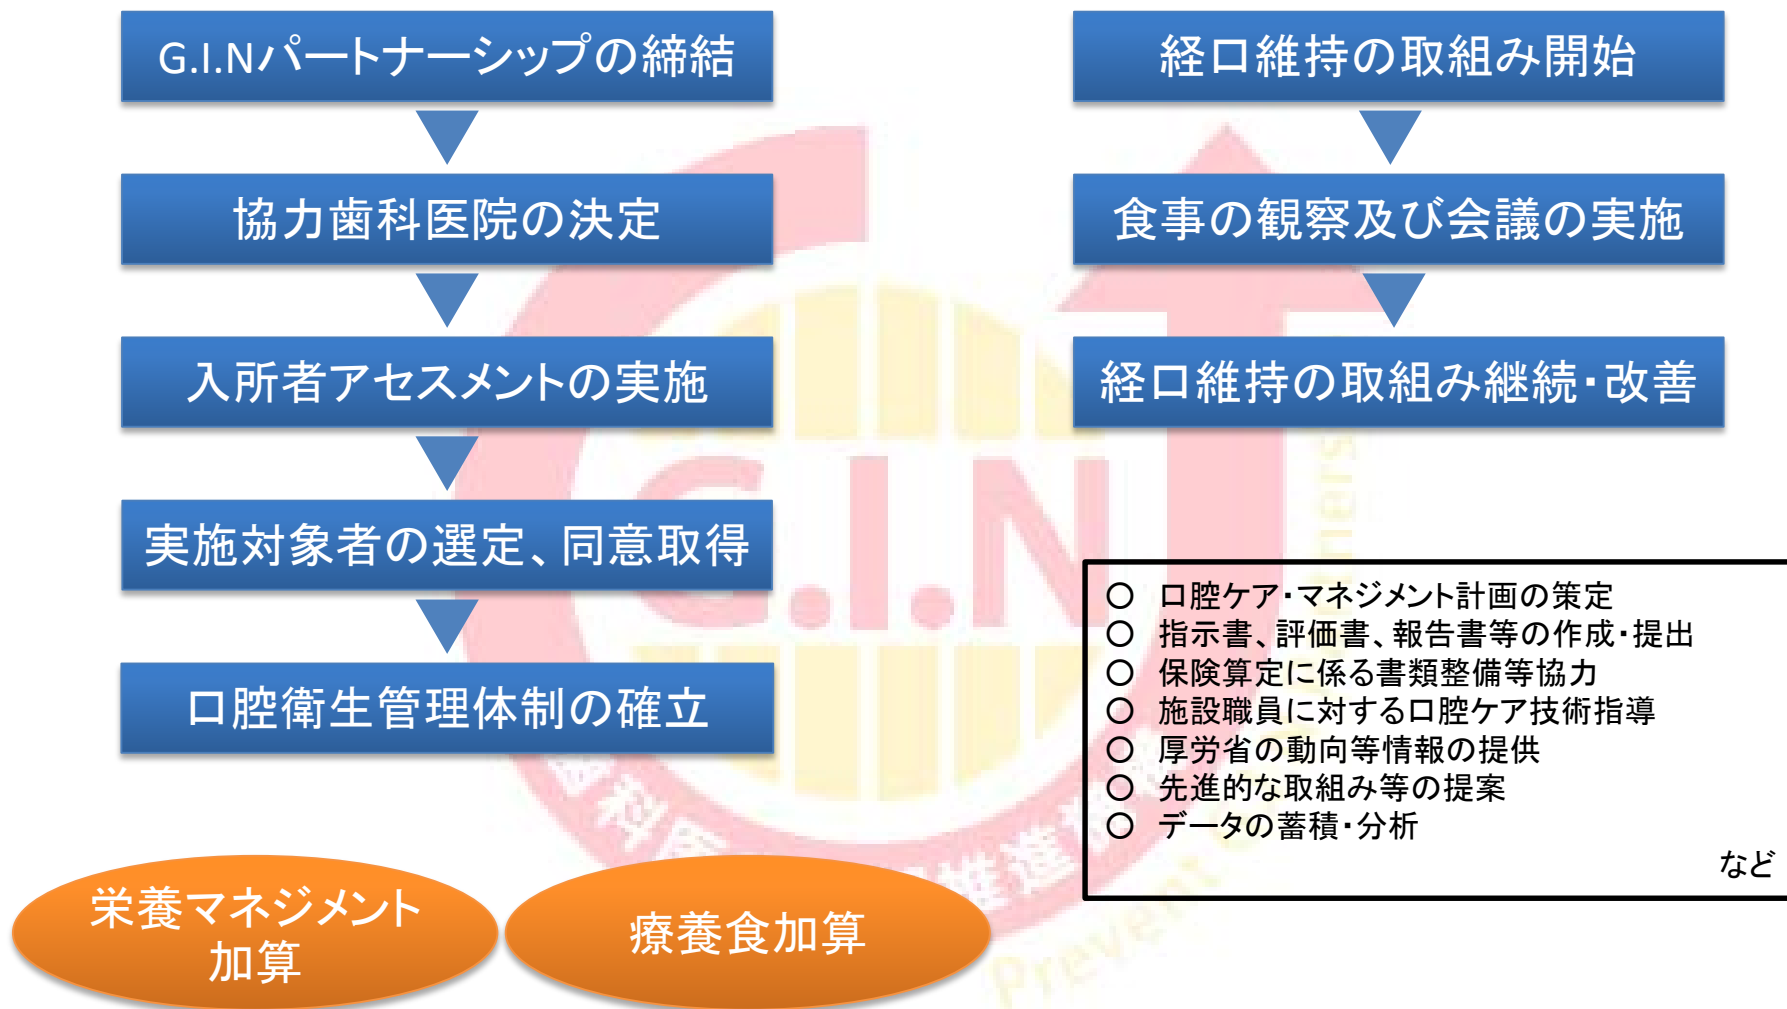 G.I.Nパートナーシップの締結
協力歯科医院の決定
入所者アセスメントの実施
実施対象者の選定、同意取得
口腔衛生管理体制の確立
経口維持の取組み開始
食事の観察及び会議の実施
経口維持の取組み継続・改善
○ 口腔ケア・マネジメント計画の策定
○ 指示書、評価書、報告書等の作成・提出
○ 保険算定に係る書類整備等協力
○ 施設職員に対する口腔ケア技術指導
○ 厚労省の動向等情報の提供
○ 先進的な取組み等の提案
○ データの蓄積・分析
など
栄養マネジメント
加算
療養食加算
G.I.N
Prevent